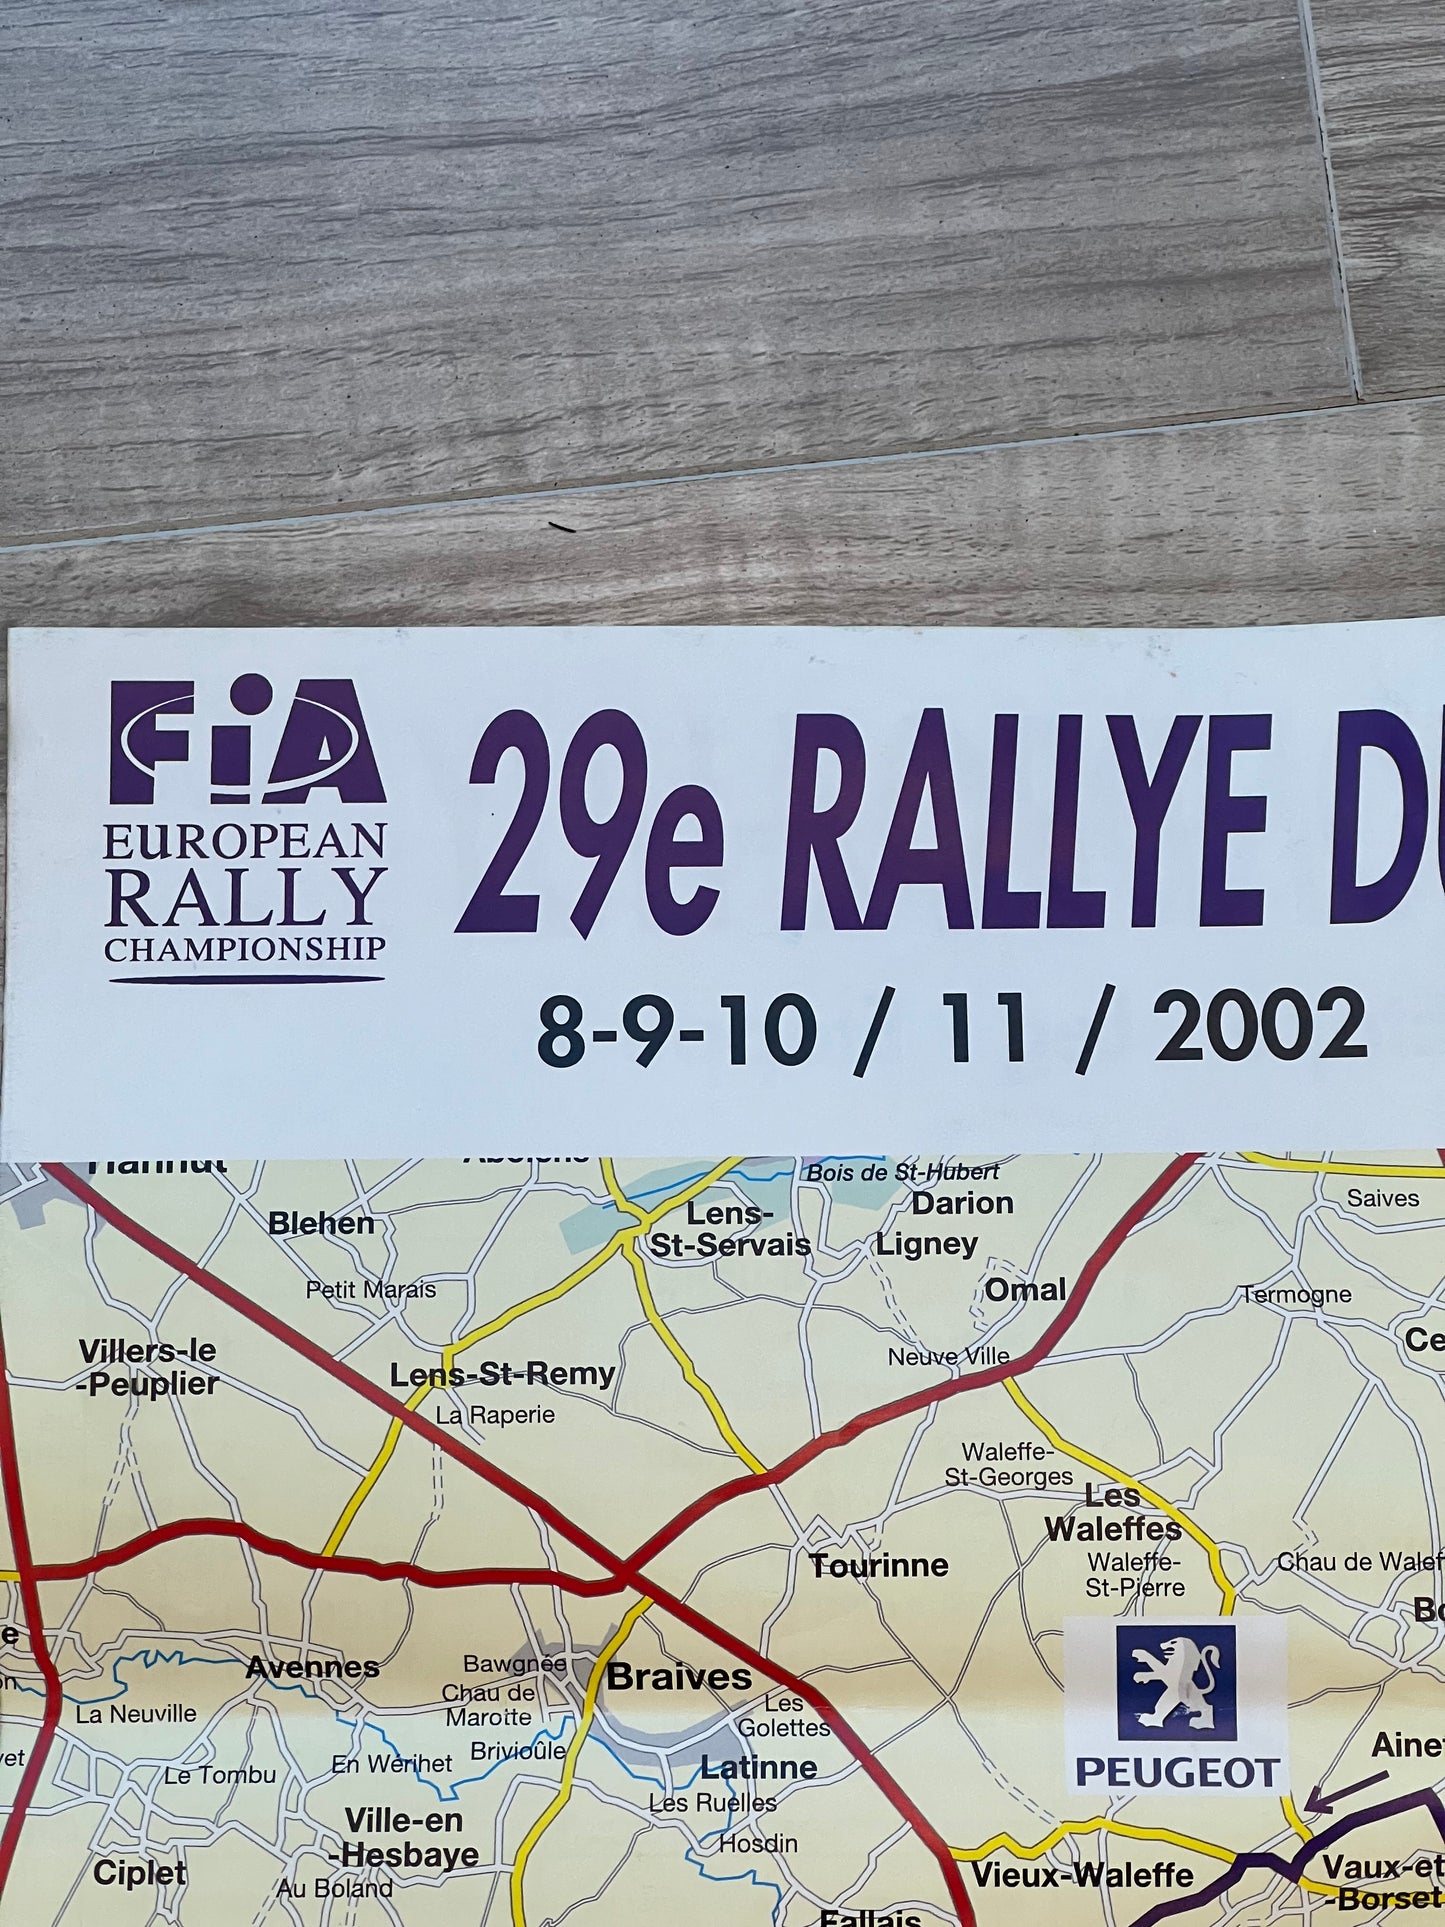 FiA
EUROPEAN
RALLY
CHAMPIONSHIP
29e RALLYE
8-9-10 / 11 / 2002
Hannut
Bois de St-Hubert
Darion
Saives
Blehen
Lens-
St-Servais
Ligney
Petit Marais
Omal
Termogne
Villers-le
-Peuplier
Neuve Ville
Lens-St-Remy
La Raperie
Waleffe-
St-Georges
Les
Waleffes
Tourinne
Waleffe-
St-Pierre
Chau de
Avennes
Bawgnée
Braives
Chau de
Marotte
Les
Golettes
La Neuville
PEUGEOT
En Wérihet
Brivioûle
Le Tombu
Latinne
Les Ruelles
Ville-en
-Hesbaye
Hosdin
Ciplet
Au Boland
Vieux-Waleffe
Vaux-et
-Borset
Fallais